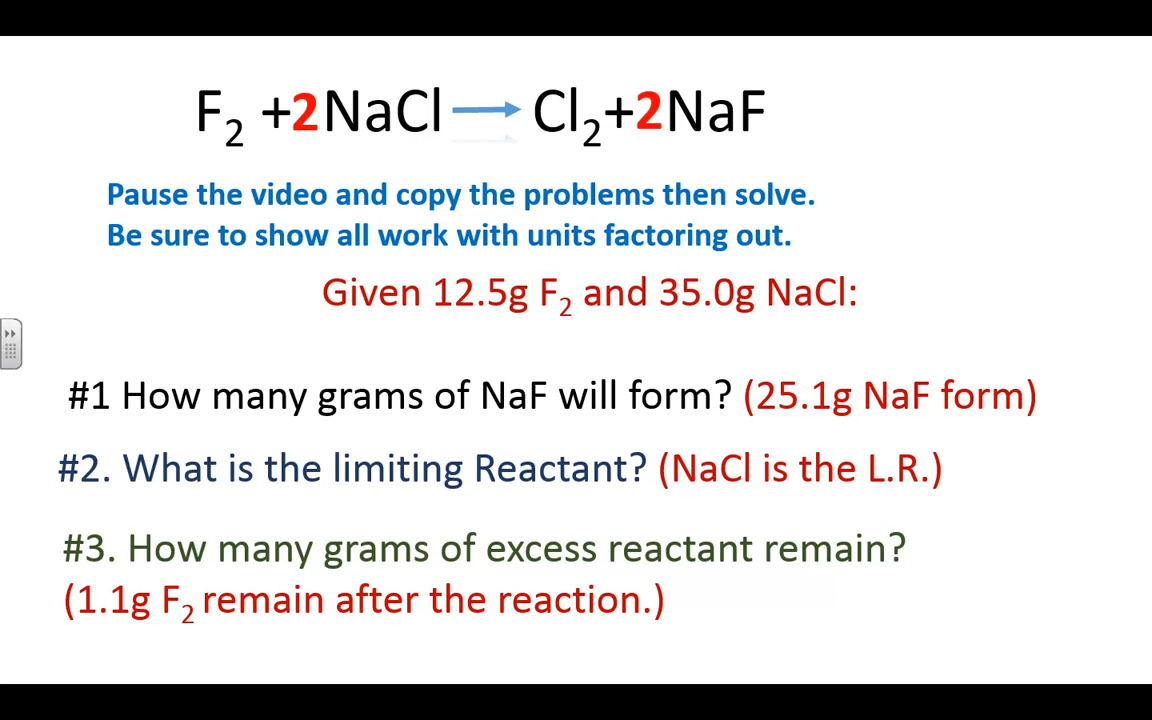 F₂ +2NaCl → Cl₂+2NaF
Pause the video and copy the problems then solve.
Be sure to show all work with units factoring out.
Given 12.5g F₂ and 35.0g NaCl:
#1 How many grams of NaF will form? (25.1g NaF form)
#2. What is the limiting Reactant? (NaCl is the L.R.)
#3. How many grams of excess reactant remain?
(1.1g F₂ remain after the reaction.)